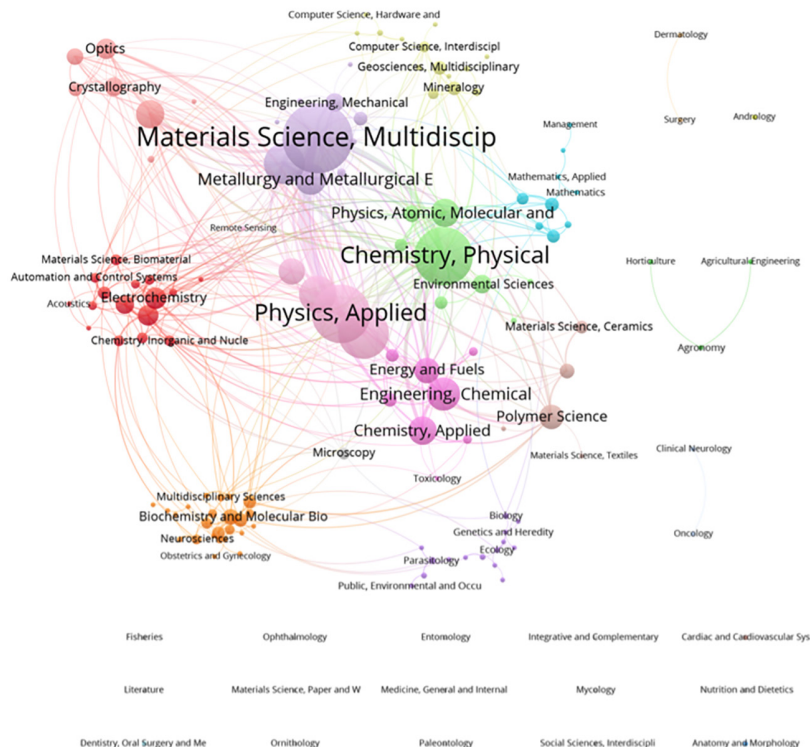 Computer Science, Hardware and
Dermatology
Optics
Computer Science, Interdiscipl
Geosciences, Multidisciplinary
Crystallography
Mineralogy
Engineering, Mechanical
Surgery
Andrology
Management
Materials Science, Multidiscip
Metallurgy and Metallurgical E
Mathematics, Applied
Mathematics
Physics, Atomic, Molecular and
Remote Sensing
Chemistry, Physical
Materials Science, Biomaterial
Horticulture
Agricultural Engineering
Automation and Control Systems
Environmental Sciences
Electrochemistry
Acoustics
Physics, Applied
Materials Science, Ceramics
Chemistry, Inorganic and Nucle
Agronomy
Energy and Fuels
Engineering, Chemical
Polymer Science
Chemistry, Applied
Microscopy
Materials Science, Textiles
Clinical Neurology
Toxicology
Multidisciplinary Sciences
Biochemistry and Molecular Bio
Biology
Neurosciences
Genetics and Heredity
Oncology
Obstetrics and Gynecology
Ecology
Parasitology
Public, Environmental and Occu
Fisheries
Ophthalmology
Entomology
Integrative and Complementary
Cardiac and Cardiovascular Sys
Literature
Materials Science, Paper and W
Medicine, General and Internal
Mycology
Nutrition and Dietetics
Dentistry, Oral Surgery and Me
Ornithology
Paleontology
Social Sciences, Interdiscipli
Anatomy and Morphology